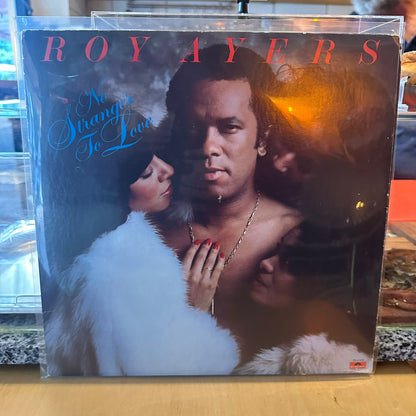 ROY AYERS
No
Stranger
To Love